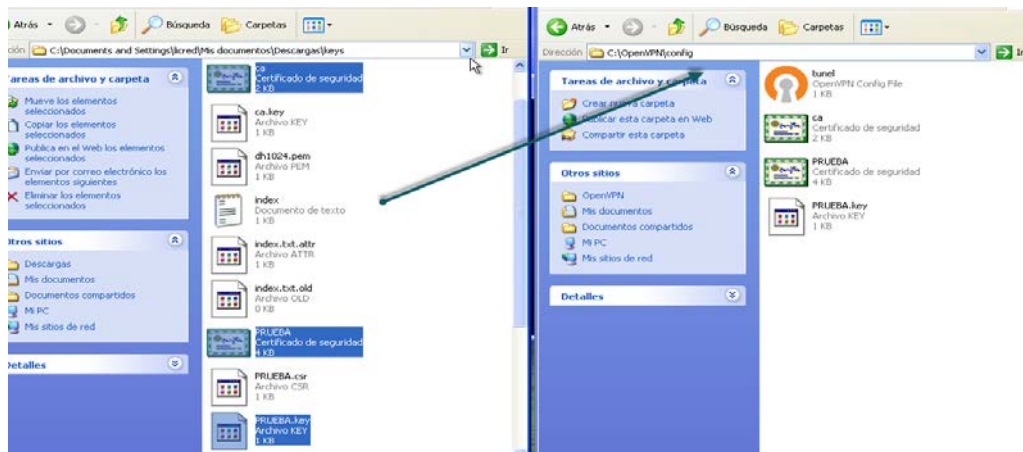 Atrás
Búsqueda
Carpetas
ción
C:\Documents and Settings\licred\Mis documentos\Descargas\keys
Ir
areas de archivo y carpeta
Mueve los elementos
seleccionados
Copiar los elementos
seleccionados
Publica en el Web los elementos
seleccionados
Enviar por correo electrónico los
elementos siguientes
Eliminar los elementos
seleccionados
tros sitios
Descargas
Mis documentos
Documentos compartidos
Mi PC
Mis sitios de red
etalles
ca
Certificado de seguridad
2 KB
ca.key
Archivo KEY
1 KB
dh1024.pem
Archivo PEM
1 KB
index
Documento de texto
1 KB
index.txt.attr
Archivo ATTR
1 KB
index.txt.old
Archivo OLD
0 KB
PRUEBA
Certificado de seguridad
4 KB
PRUEBA.csr
Archivo CSR
1 KB
PRUEBA.key
Archivo KEY
1 KB
Atrás
Búsqueda
Carpetas
Dirección
C:\OpenVPN\config
Ir
Tareas de archivo y carpeta
Crear nueva carpeta
Publicar esta carpeta en Web
Compartir esta carpeta
Otros sitios
OpenVPN
Mis documentos
Documentos compartidos
Mi PC
Mis sitios de red
Detalles
tunel
OpenVPN Config File
1 KB
ca
Certificado de seguridad
2 KB
PRUEBA
Certificado de seguridad
4 KB
PRUEBA.key
Archivo KEY
1 KB